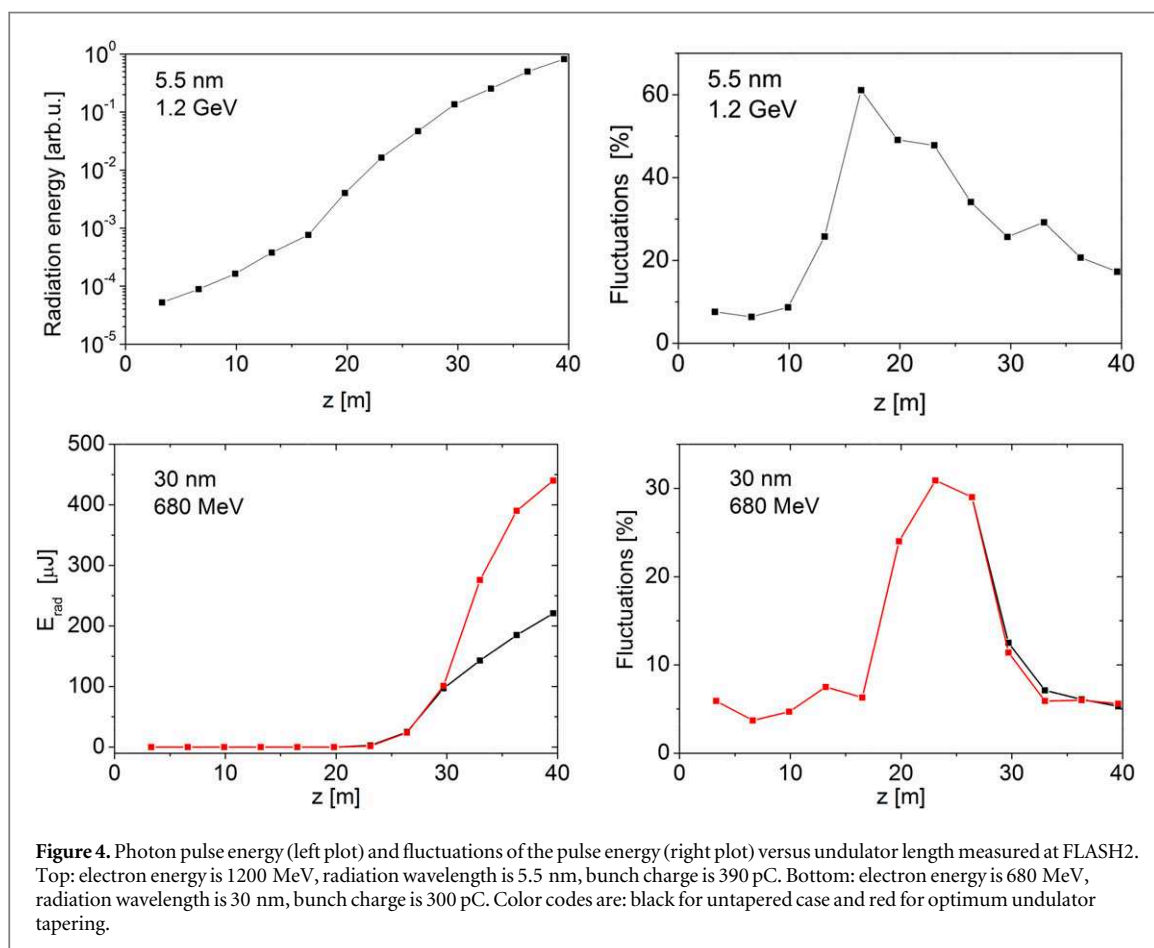 5.5 nm
1.2 GeV
Radiation energy [arb.u.]
10^0
10^-1
10^-2
10^-3
10^-4
10^-5
0 10 20 30 40
z [m]
5.5 nm
1.2 GeV
Fluctuations [%]
60
40
20
0
0 10 20 30 40
z [m]
30 nm
680 MeV
E_rad [µJ]
500
400
300
200
100
0
0 10 20 30 40
z [m]
30 nm
680 MeV
Fluctuations [%]
30
20
10
0
0 10 20 30 40
z [m]
Figure 4. Photon pulse energy (left plot) and fluctuations of the pulse energy (right plot) versus undulator length measured at FLASH2.
Top: electron energy is 1200 MeV, radiation wavelength is 5.5 nm, bunch charge is 390 pC. Bottom: electron energy is 680 MeV,
radiation wavelength is 30 nm, bunch charge is 300 pC. Color codes are: black for untapered case and red for optimum undulator
tapering.